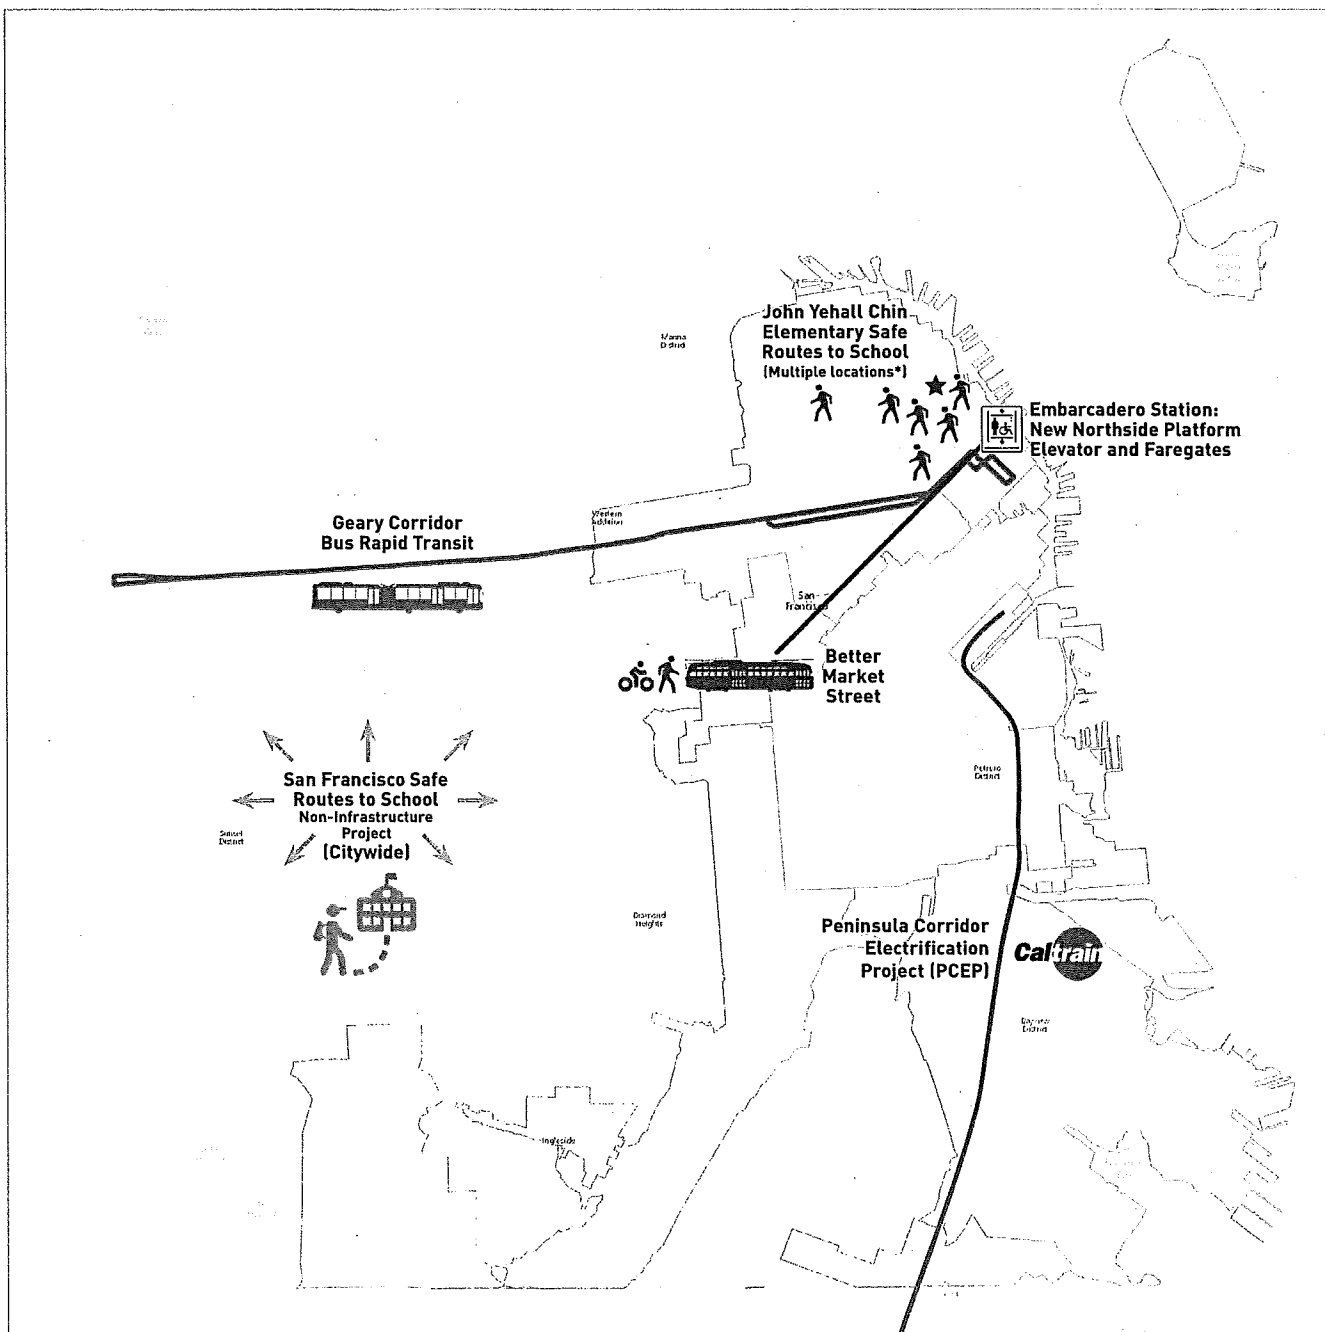 Marina
District
John Yehall Chin
Elementary Safe
Routes to School
(Multiple locations*)
Embarcadero Station:
New Northside Platform
Elevator and Faregates
Western
Addition
Geary Corridor
Bus Rapid Transit
San
Francisco
Better
Market
Street
San Francisco Safe
Routes to School
Non-Infrastructure
Project
(Citywide)
Sunset
District
Potrero
District
Diamond
Heights
Peninsula Corridor
Electrification
Project (PCEP)
Caltrain
Bayview
District
Ingleside